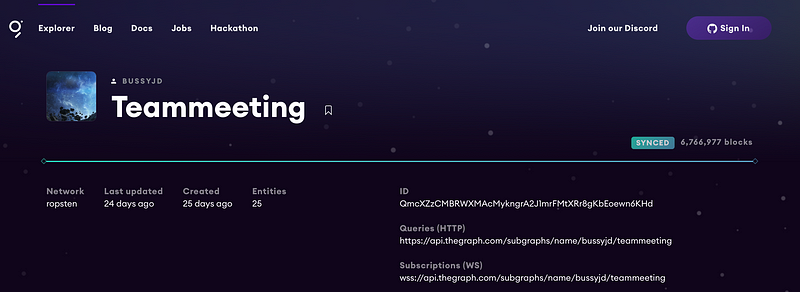 Explorer Blog Docs Jobs Hackathon Join our Discord Sign In
BUSSYJD
Teammeeting
SYNCED 6,766,977 blocks
Network Last updated Created Entities
ropsten 24 days ago 25 days ago 25
ID
QmcXZzCMBRWXMAcMykngrA2J1mrFMtXRr8gKbEoewn6KHd
Queries (HTTP)
https://api.thegraph.com/subgraphs/name/bussyjd/teammeeting
Subscriptions (WS)
wss://api.thegraph.com/subgraphs/name/bussyjd/teammeeting